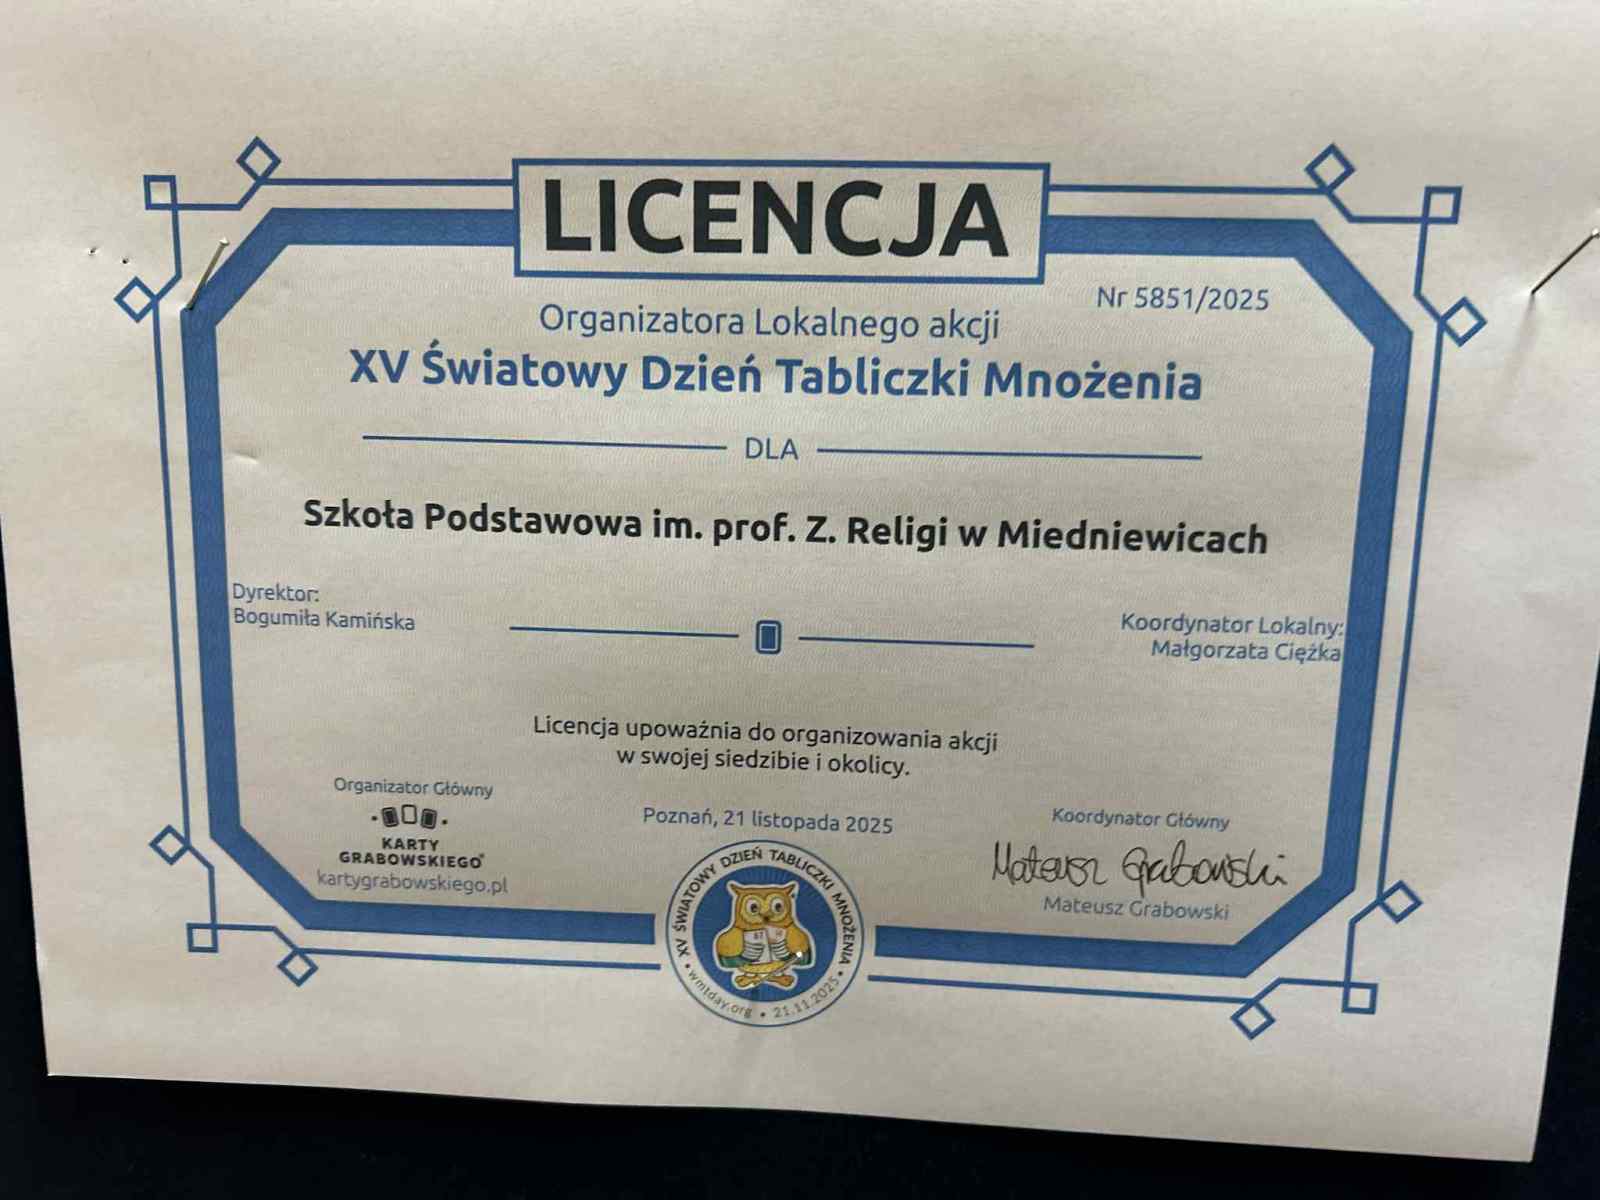 LICENCJA
Nr 5851/2025
Organizatora Lokalnego akcji
XV Światowy Dzień Tabliczki Mnożenia
DLA
Szkoła Podstawowa im. prof. Z. Religi w Miedniewicach
Dyrektor:
Bogumiła Kamińska
Koordynator Lokalny:
Małgorzata Ciężka
Licencja upoważnia do organizowania akcji
w swojej siedzibie i okolicy.
Organizator Główny
KARTY
GRABOWSKIEGO®
kartygrabowskiego.pl
Poznań, 21 listopada 2025
Koordynator Główny
Mateusz Grabowski
Mateusz Grabowski
XV ŚWIATOWY DZIEŃ TABLICZKI MNOŻENIA
wmtday.org • 21.11.2025